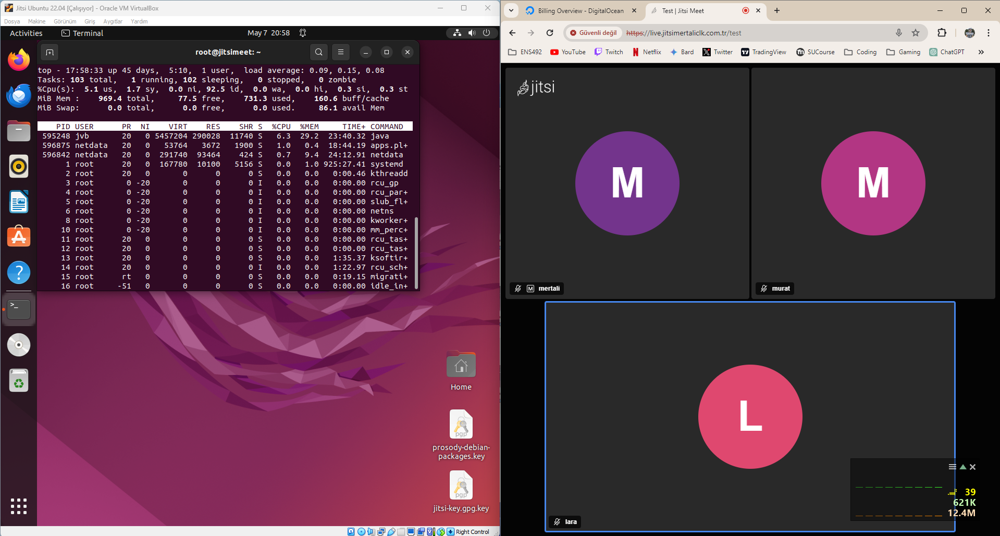 Jitsi Ubuntu 22.04 [Çalışıyor] - Oracle VM VirtualBox
Dosya Makine Görünüm Giriş Aygıtlar Yardım
Activities Terminal May 7 20:58
root@jitsimeet: ~
top - 17:58:33 up 45 days, 5:10, 1 user, load average: 0.09, 0.15, 0.08
Tasks: 103 total, 1 running, 102 sleeping, 0 stopped, 0 zombie
%Cpu(s): 5.1 us, 1.7 sy, 0.0 ni, 92.5 id, 0.0 wa, 0.0 hi, 0.3 si, 0.3 st
MiB Mem : 969.4 total, 77.5 free, 731.3 used, 160.6 buff/cache
MiB Swap: 0.0 total, 0.0 free, 0.0 used. 86.1 avail Mem
PID USER PR NI VIRT RES SHR S %CPU %MEM TIME+ COMMAND
595248 jvb 20 0 5457204 290028 11740 S 6.3 29.2 23:40.32 java
596875 netdata 20 0 53764 3672 1900 S 1.0 0.4 18:44.19 apps.pl+
596842 netdata 20 0 291740 93464 424 S 0.7 9.4 24:12.91 netdata
1 root 20 0 167780 10100 5156 S 0.0 1.0 925:27.41 systemd
2 root 20 0 0 0 0 S 0.0 0.0 0:00.46 kthreadd
3 root 0 -20 0 0 0 I 0.0 0.0 0:00.00 rcu_gp
4 root 0 -20 0 0 0 I 0.0 0.0 0:00.00 rcu_par+
5 root 0 -20 0 0 0 I 0.0 0.0 0:00.00 slub_fl+
6 root 0 -20 0 0 0 I 0.0 0.0 0:00.00 netns
8 root 0 -20 0 0 0 I 0.0 0.0 0:00.00 kworker+
10 root 0 -20 0 0 0 I 0.0 0.0 0:00.00 mm_perc+
11 root 20 0 0 0 0 S 0.0 0.0 0:00.00 rcu_tas+
12 root 20 0 0 0 0 S 0.0 0.0 0:00.00 rcu_tas+
13 root 20 0 0 0 0 S 0.0 0.0 1:35.37 ksoftir+
14 root 20 0 0 0 0 I 0.0 0.0 1:22.97 rcu_sch+
15 root rt 0 0 0 0 S 0.0 0.0 0:19.15 migrati+
16 root -51 0 0 0 0 S 0.0 0.0 0:00.00 idle_in+
Home
pgp
prosody-debian-
packages.key
pgp
jitsi-key.gpg.key
Right Control
Billing Overview - DigitalOcean
Test | Jitsi Meet
Güvenli değil https://live.jitsimertaliclk.com.tr/test
ENS492 YouTube Twitch Netflix Bard Twitter TradingView SUCourse Coding Gaming ChatGPT
jitsi
M
M
M mertali
murat
L
lara
39
621K
12.4M